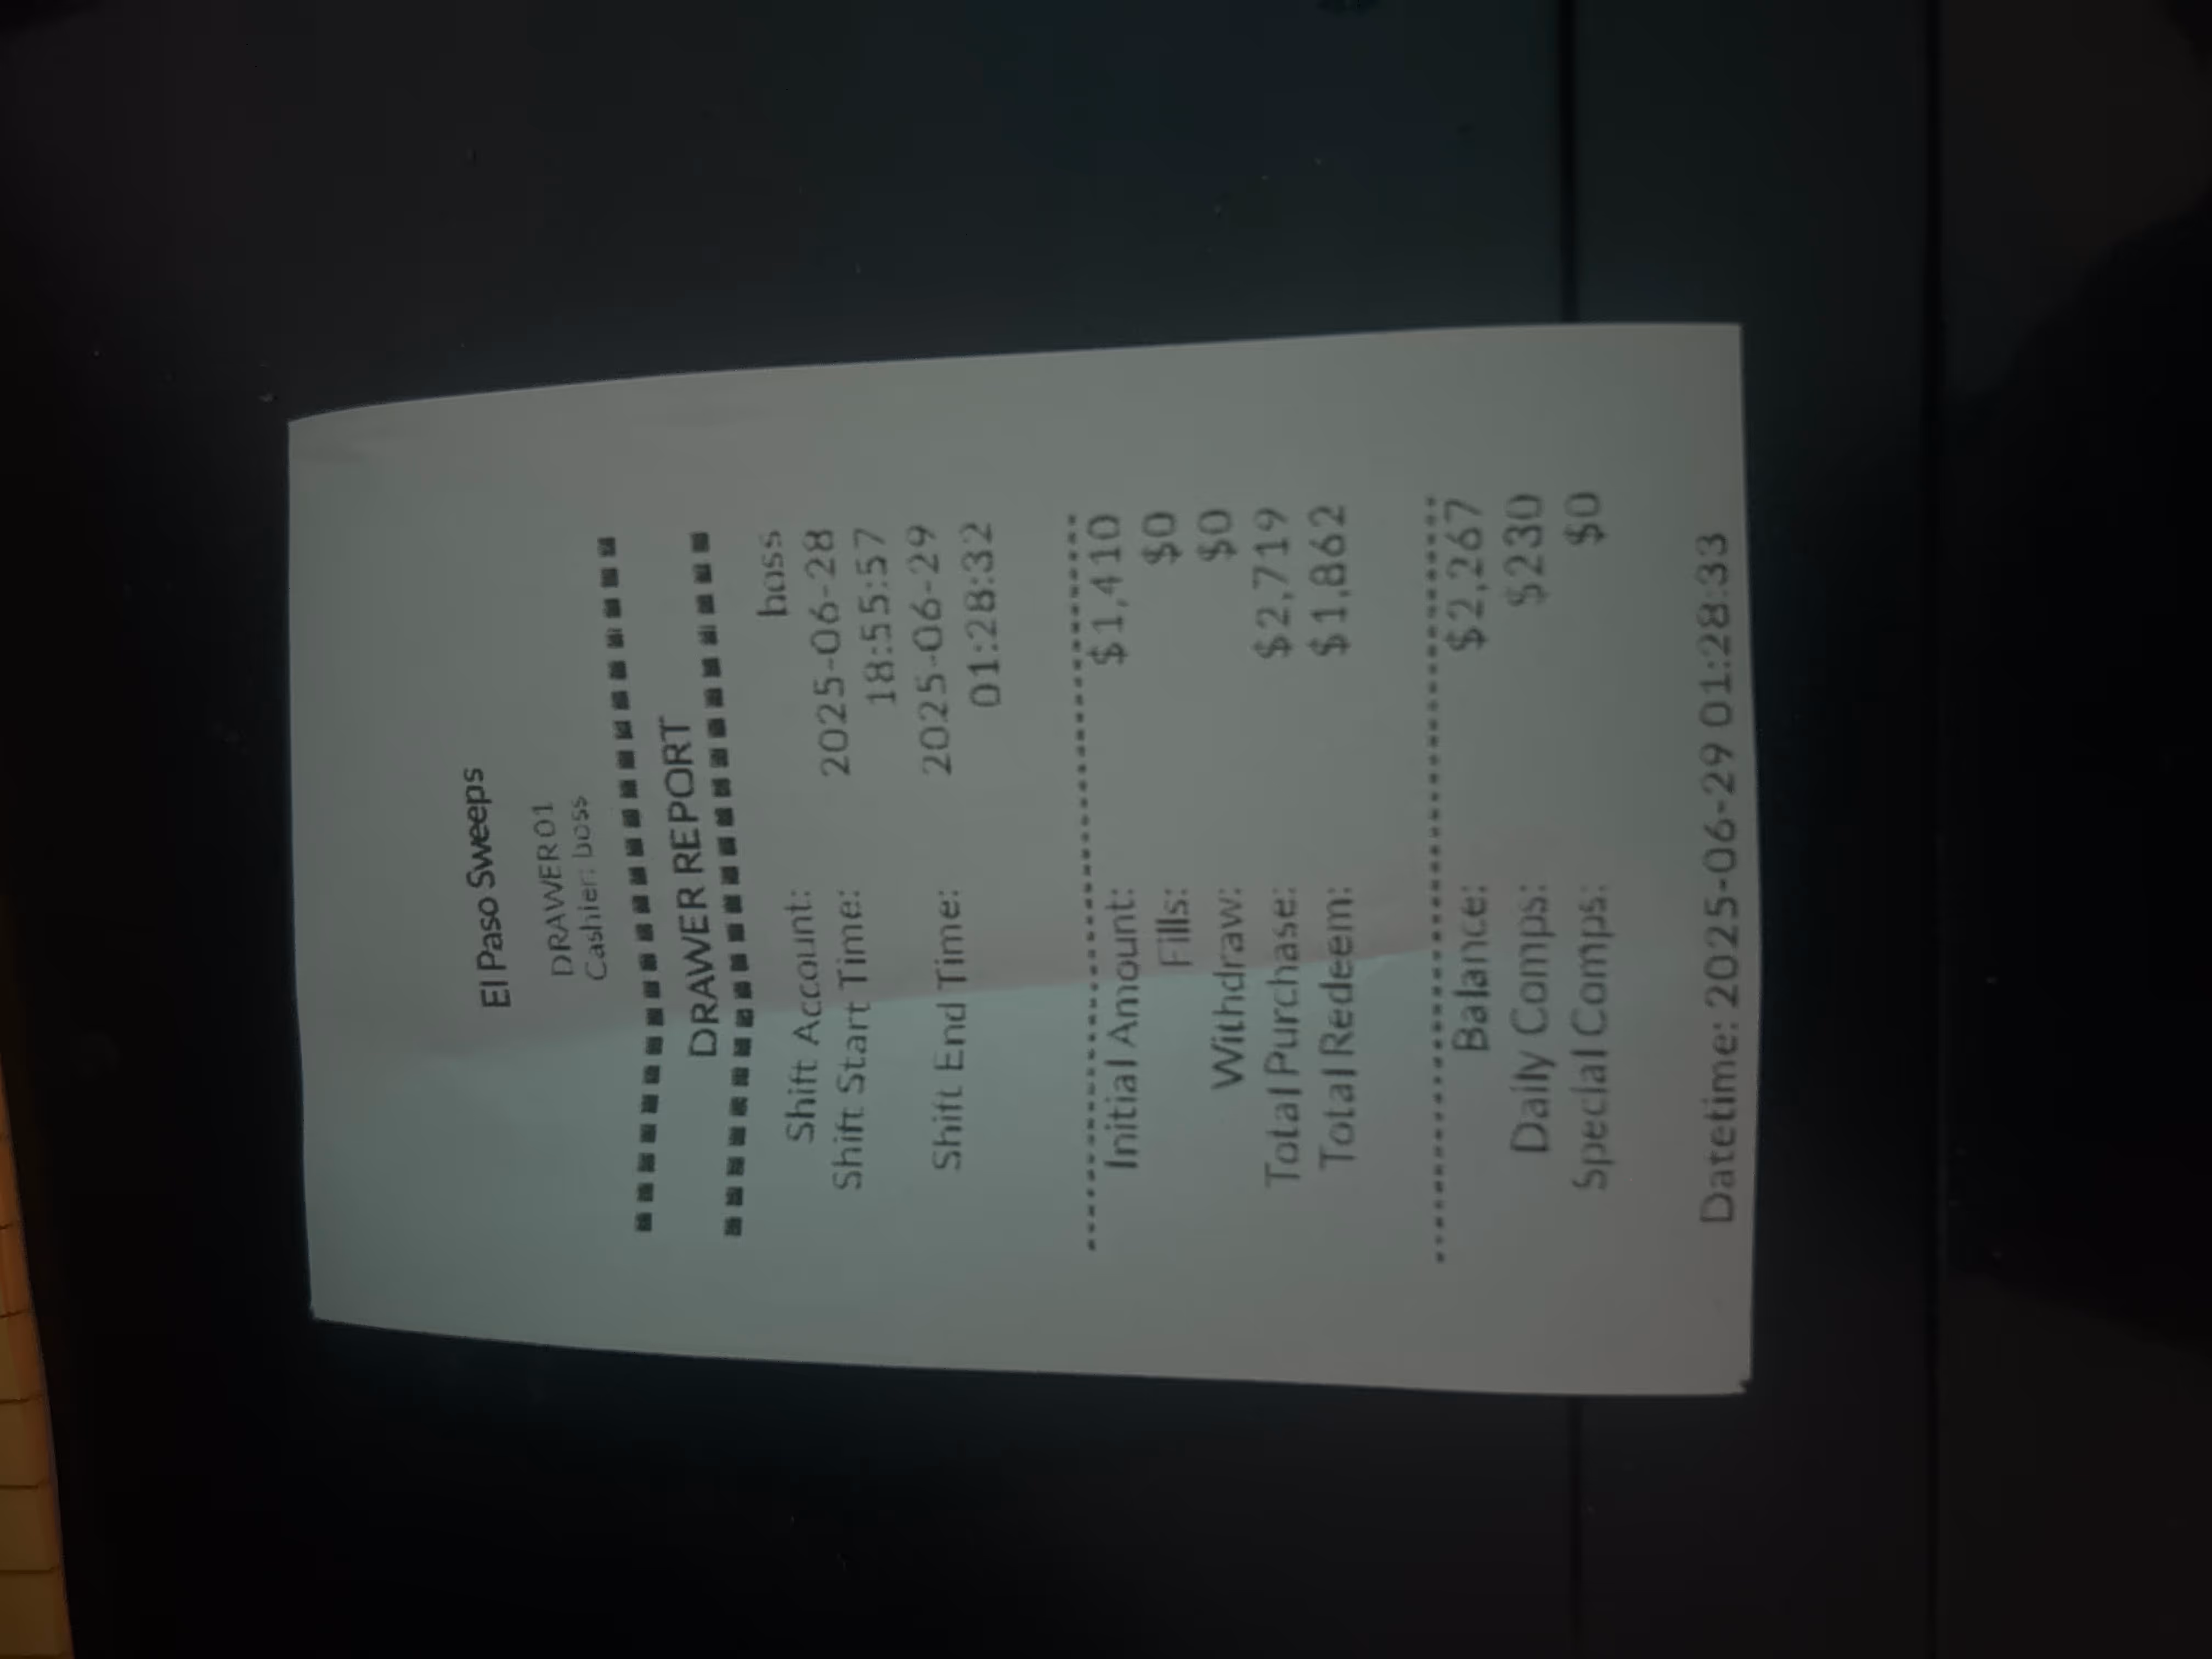 El Paso Sweeps
DRAWER 01
Cashier: boss
DRAWER REPORT
Shift Account: boss
Shift Start Time: 2025-06-28
18:55:57
Shift End Time: 2025-06-29
01:28:32
Initial Amount: $1,410
Fills: $0
Withdraw: $0
Total Purchase: $2,719
Total Redeem: $1,862
Balance: $2,267
Daily Comps: $230
Special Comps: $0
Datetime: 2025-06-29 01:28:33